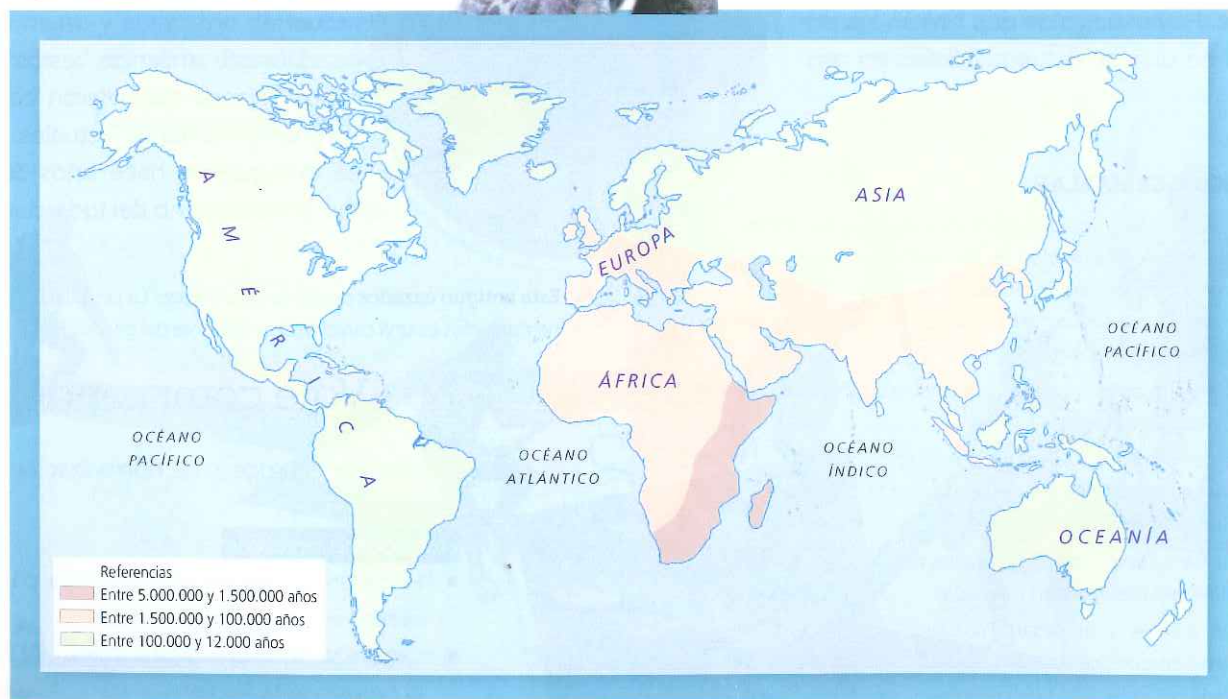 AMÉRICA
EUROPA
ASIA
ÁFRICA
OCEANÍA
OCÉANO
PACÍFICO
OCÉANO
ATLÁNTICO
OCÉANO
ÍNDICO
OCÉANO
PACÍFICO
Referencias
Entre 5.000.000 y 1.500.000 años
Entre 1.500.000 y 100.000 años
Entre 100.000 y 12.000 años